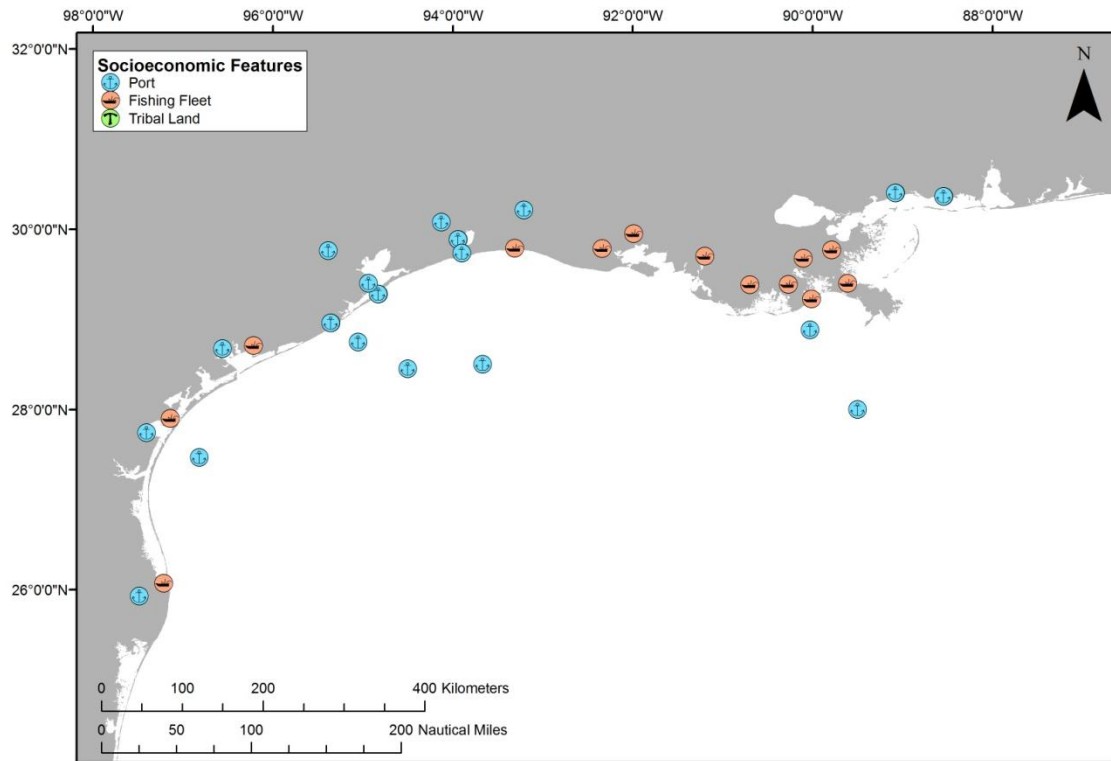 98°0'0"W 96°0'0"W 94°0'0"W 92°0'0"W 90°0'0"W 88°0'0"W
32°0'0"N
Socioeconomic Features
Port
Fishing Fleet
Tribal Land
N
30°0'0"N
28°0'0"N
26°0'0"N
0 100 200 400 Kilometers
0 50 100 200 Nautical Miles